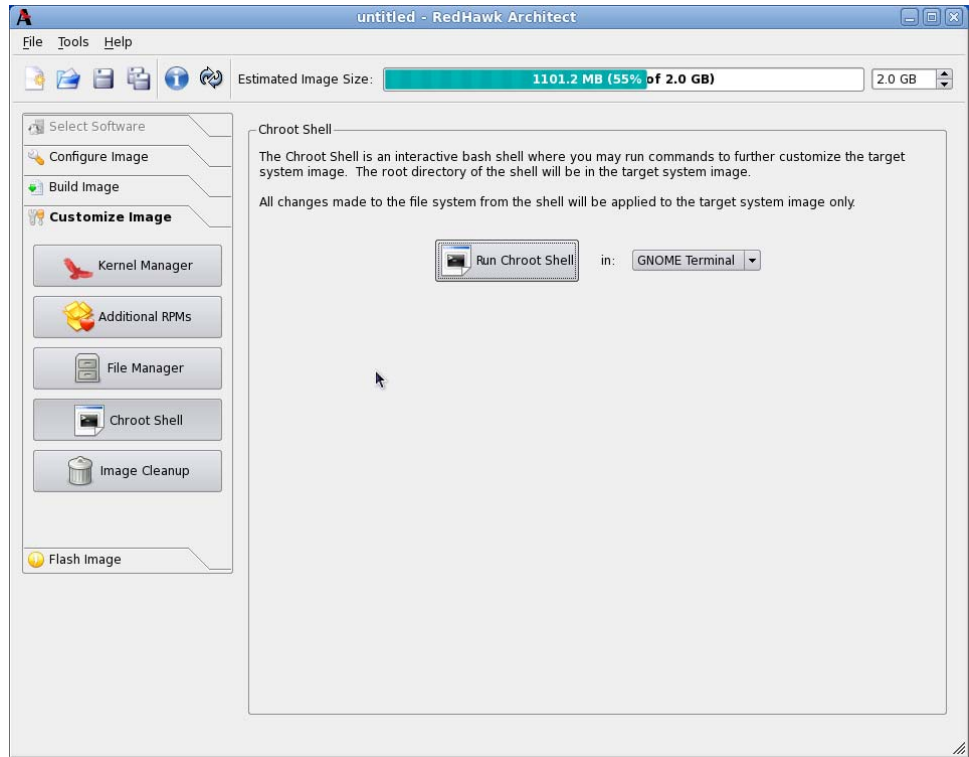 untitled - RedHawk Architect
File Tools Help
Estimated Image Size: 1101.2 MB (55% of 2.0 GB) 2.0 GB
Select Software
Configure Image
Build Image
Customize Image
Kernel Manager
Additional RPMs
File Manager
Chroot Shell
Image Cleanup
Flash Image
Chroot Shell
The Chroot Shell is an interactive bash shell where you may run commands to further customize the target
system image. The root directory of the shell will be in the target system image.
All changes made to the file system from the shell will be applied to the target system image only.
Run Chroot Shell in: GNOME Terminal